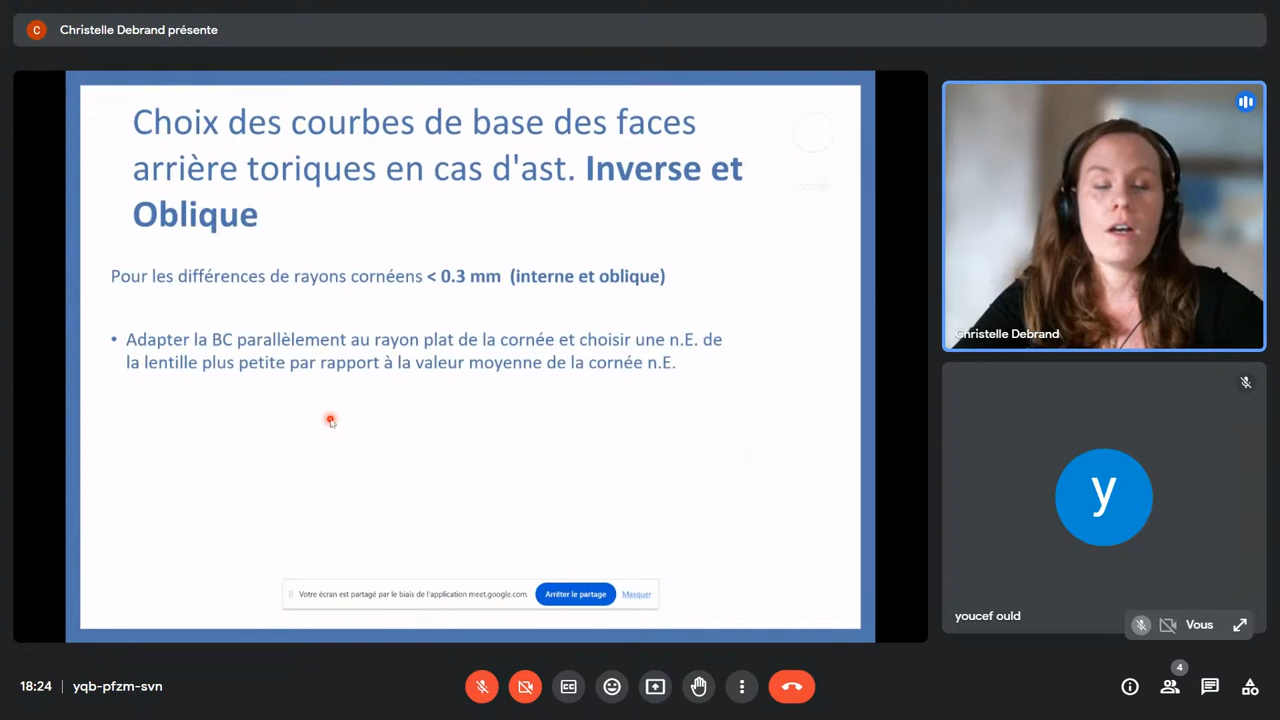 C
Christelle Debrand présente
Choix des courbes de base des faces
arrière toriques en cas d'ast. Inverse et
Oblique
Pour les différences de rayons cornéens < 0.3 mm (interne et oblique)
• Adapter la BC parallèlement au rayon plat de la cornée et choisir une n.E. de
la lentille plus petite par rapport à la valeur moyenne de la cornée n.E.
Votre écran est partagé par le biais de l'application meet.google.com.
Arrêter le partage
Masquer
Christelle Debrand
y
youcef ould
Vous
18:24 | yqb-pfzm-svn
CC
4